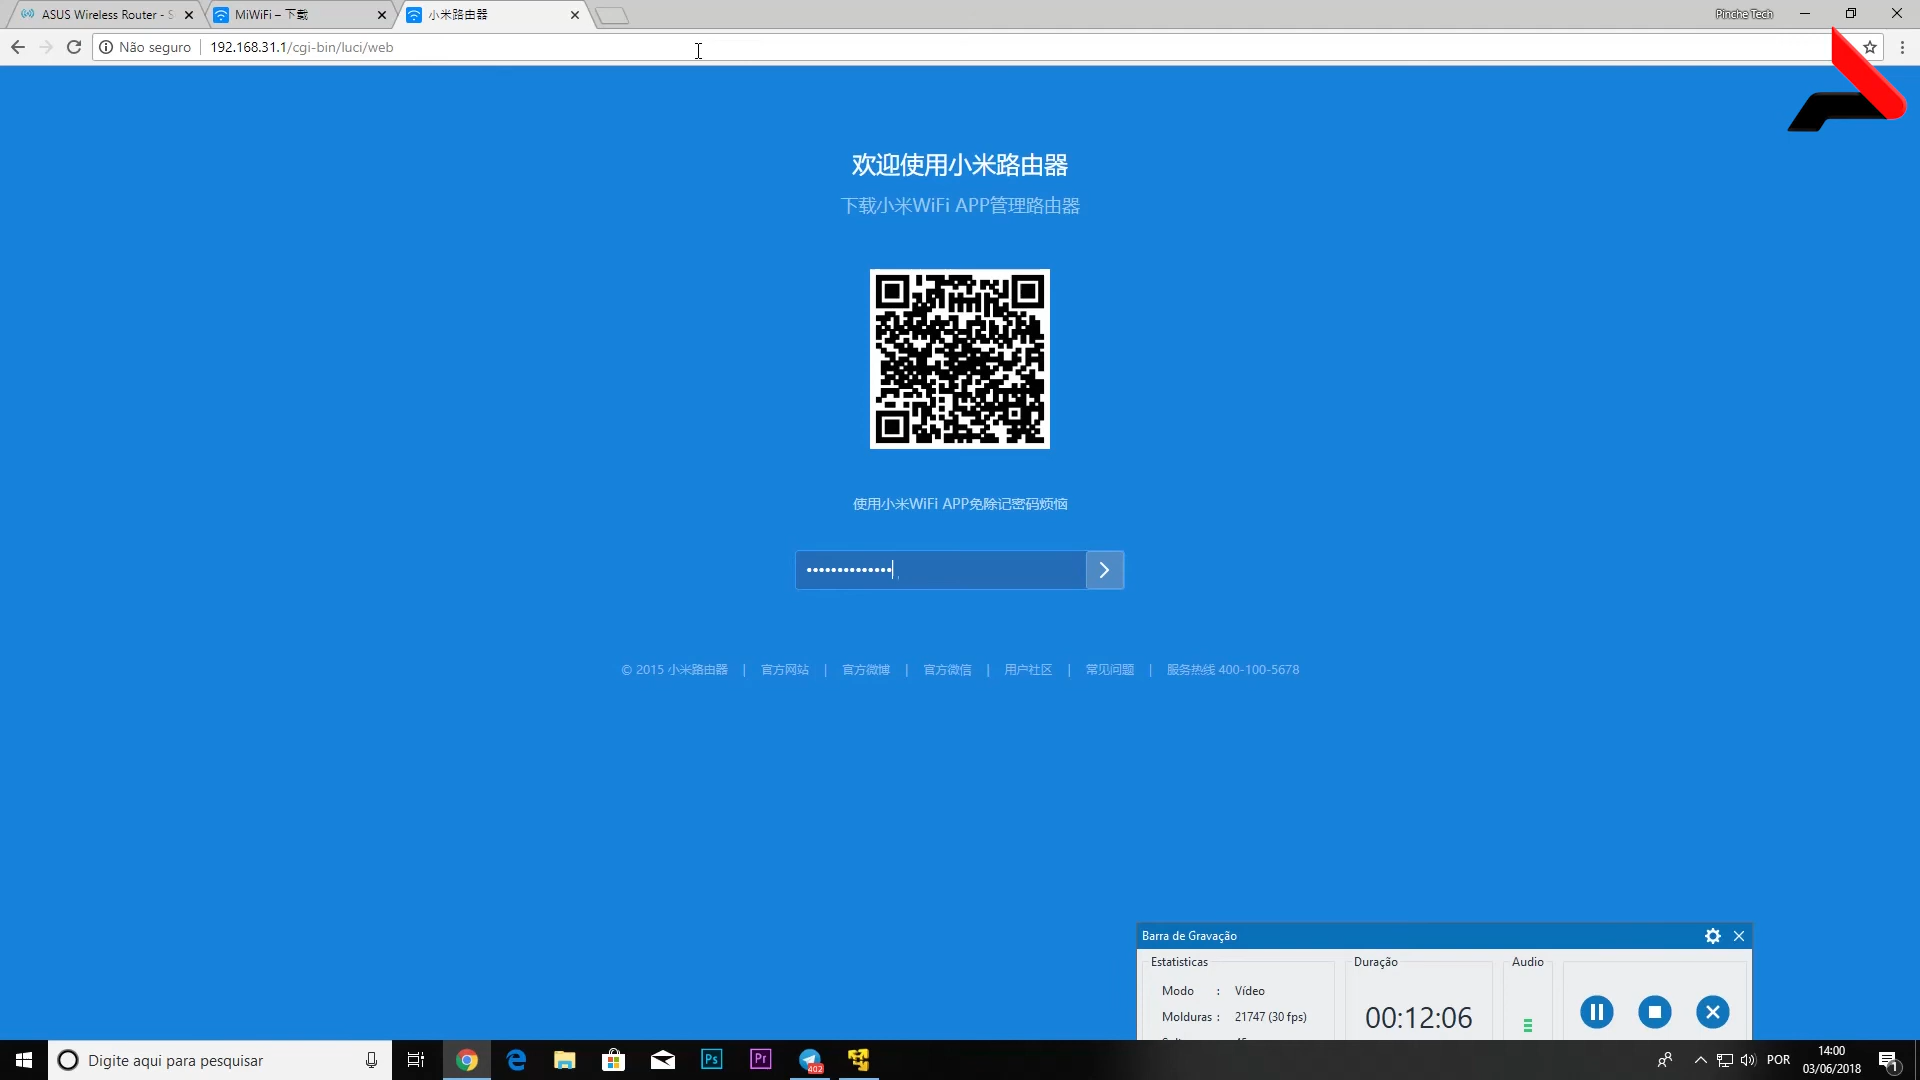 ASUS Wireless Router - S
MiWiFi – 下载
小米路由器
Pinche Tech
Não seguro
192.168.31.1/cgi-bin/luci/web
欢迎使用小米路由器
下载小米WiFi APP管理路由器
使用小米WiFi APP免除记密码烦恼
© 2015 小米路由器 | 官方网站 | 官方微博 | 官方微信 | 用户社区 | 常见问题 | 服务热线 400-100-5678
Barra de Gravação
Estatisticas
Duração
Audio
Modo : Vídeo
Molduras : 21747 (30 fps)
00:12:06
Digite aqui para pesquisar
Ps
Pr
402
POR
14:00
03/06/2018
1